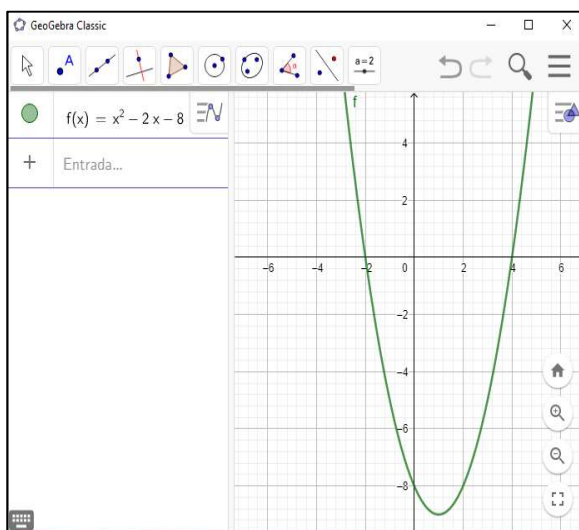 GeoGebra Classic
A
a=2
f(x) = x² − 2 x − 8
Entrada...
f
4
2
−6
−4
−2
0
2
4
6
−2
−4
−6
−8